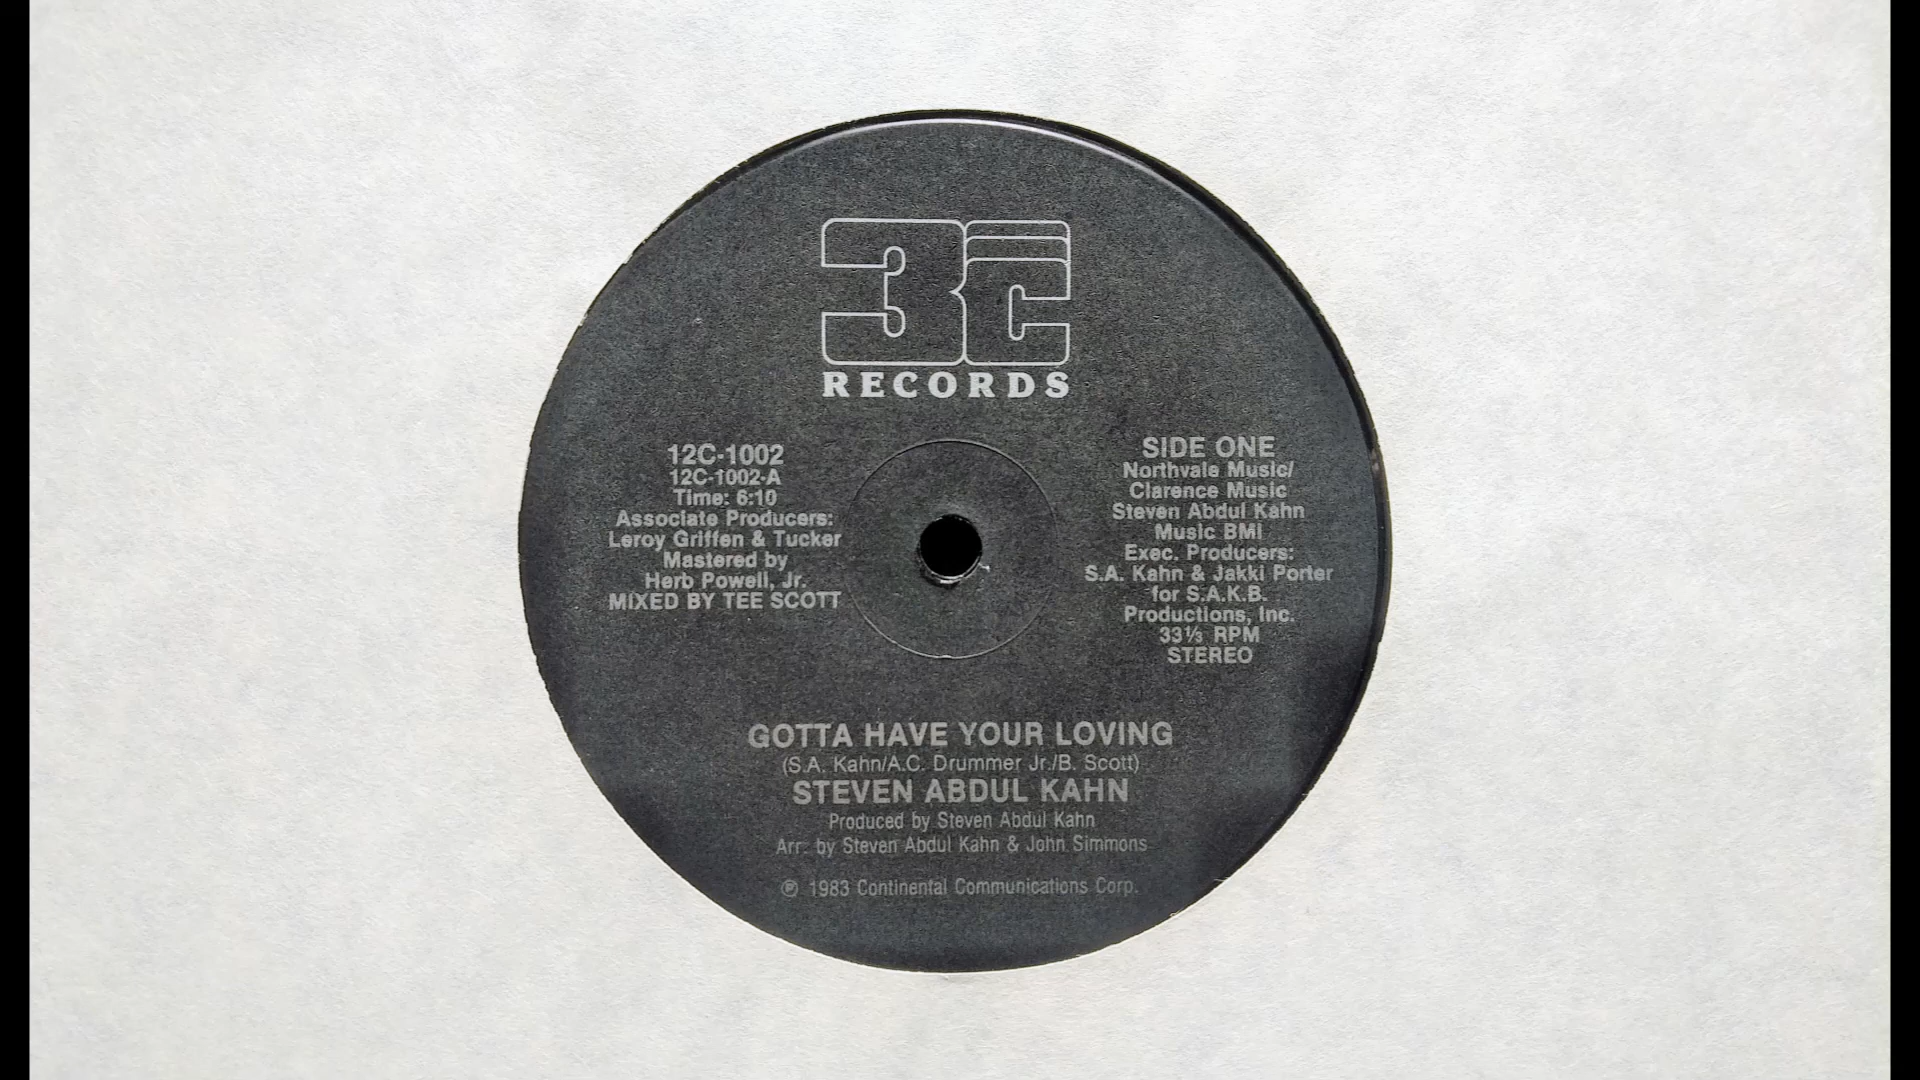 3C
RECORDS
12C-1002
12C-1002-A
Time: 6:10
Associate Producers:
Leroy Griffen & Tucker
Mastered by
Herb Powell, Jr.
MIXED BY TEE SCOTT
SIDE ONE
Northvale Music/
Clarence Music
Steven Abdul Kahn
Music BMI
Exec. Producers:
S.A. Kahn & Jakki Porter
for S.A.K.B.
Productions, Inc.
33⅓ RPM
STEREO
GOTTA HAVE YOUR LOVING
(S.A. Kahn/A.C. Drummer Jr./B. Scott)
STEVEN ABDUL KAHN
Produced by Steven Abdul Kahn
Arr. by Steven Abdul Kahn & John Simmons
℗ 1983 Continental Communications Corp.